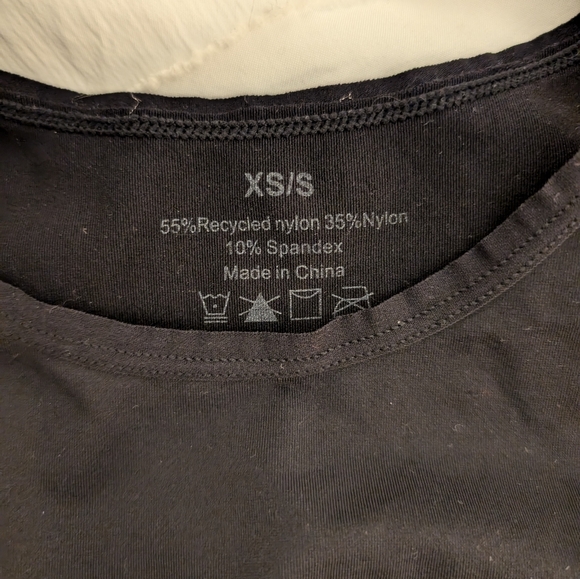 XS/S
55%Recycled nylon 35%Nylon
10% Spandex
Made in China